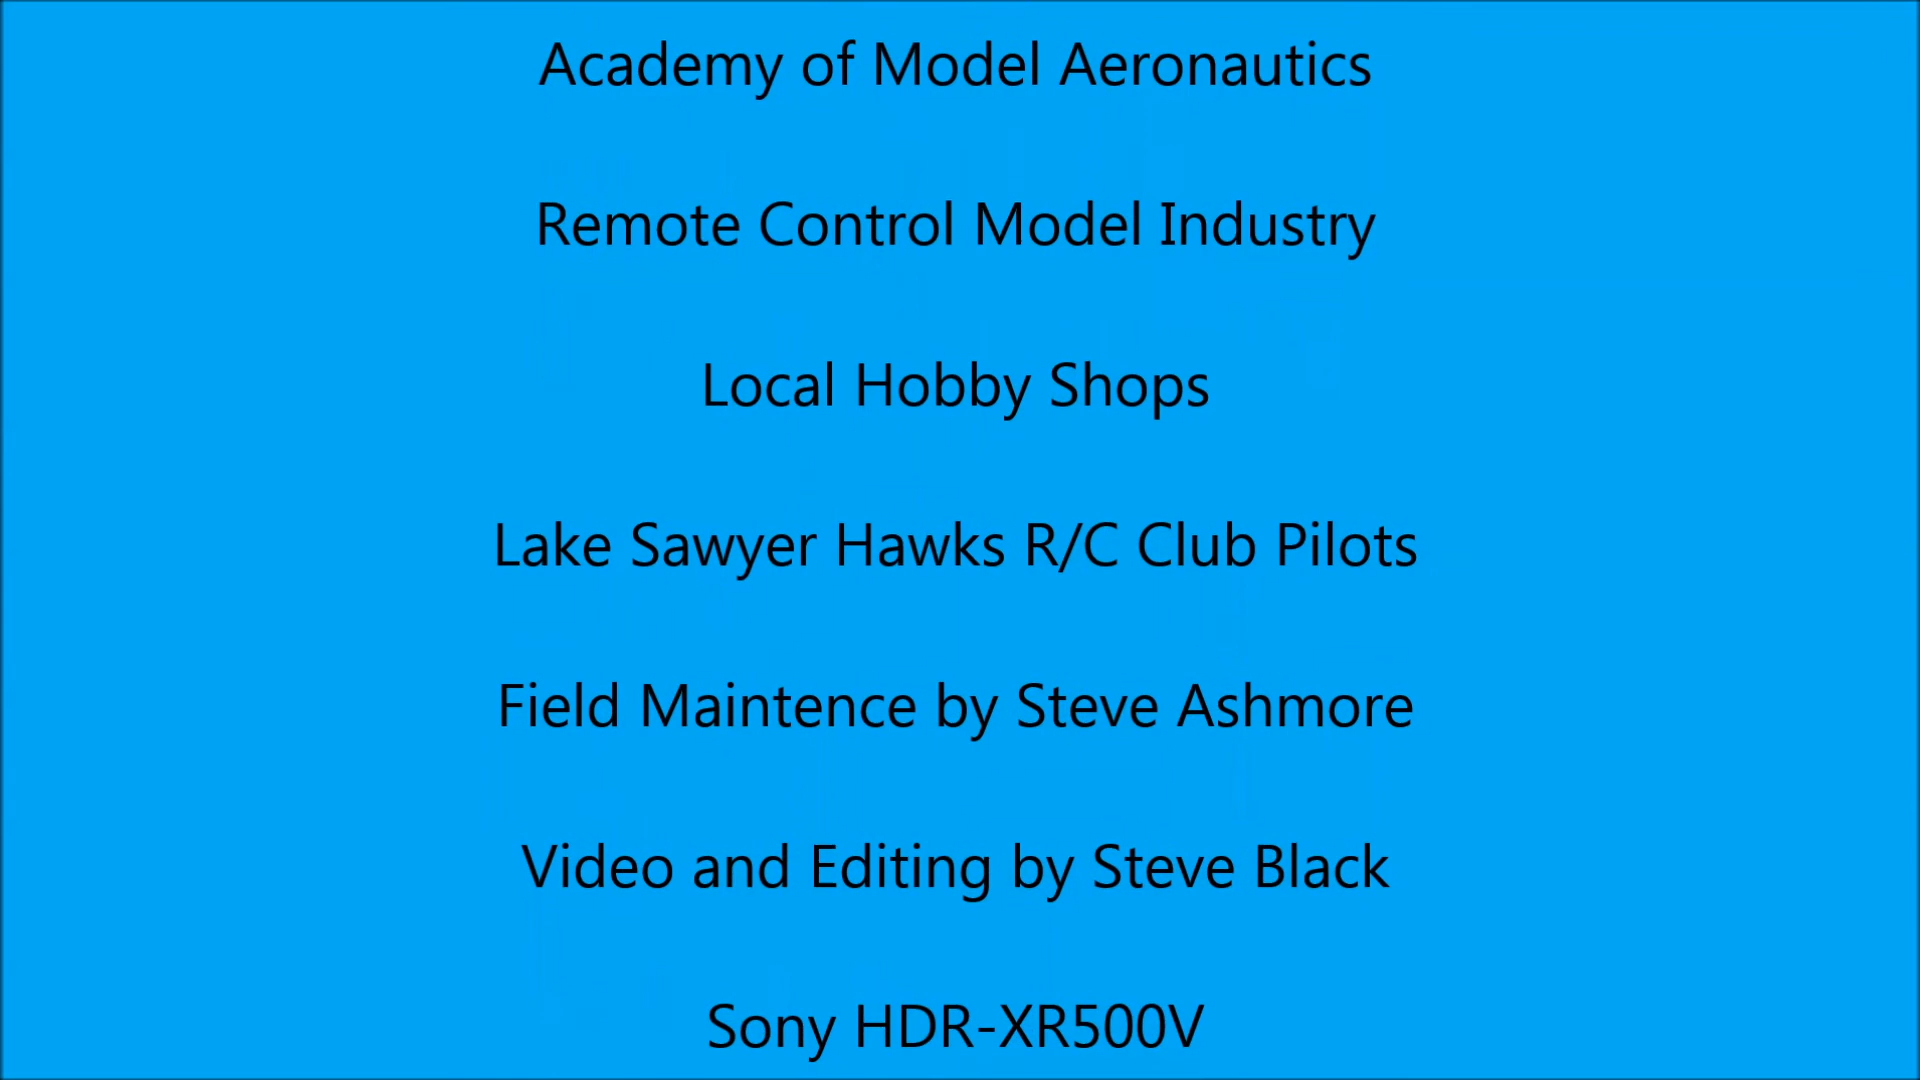 Academy of Model Aeronautics
Remote Control Model Industry
Local Hobby Shops
Lake Sawyer Hawks R/C Club Pilots
Field Maintence by Steve Ashmore
Video and Editing by Steve Black
Sony HDR-XR500V